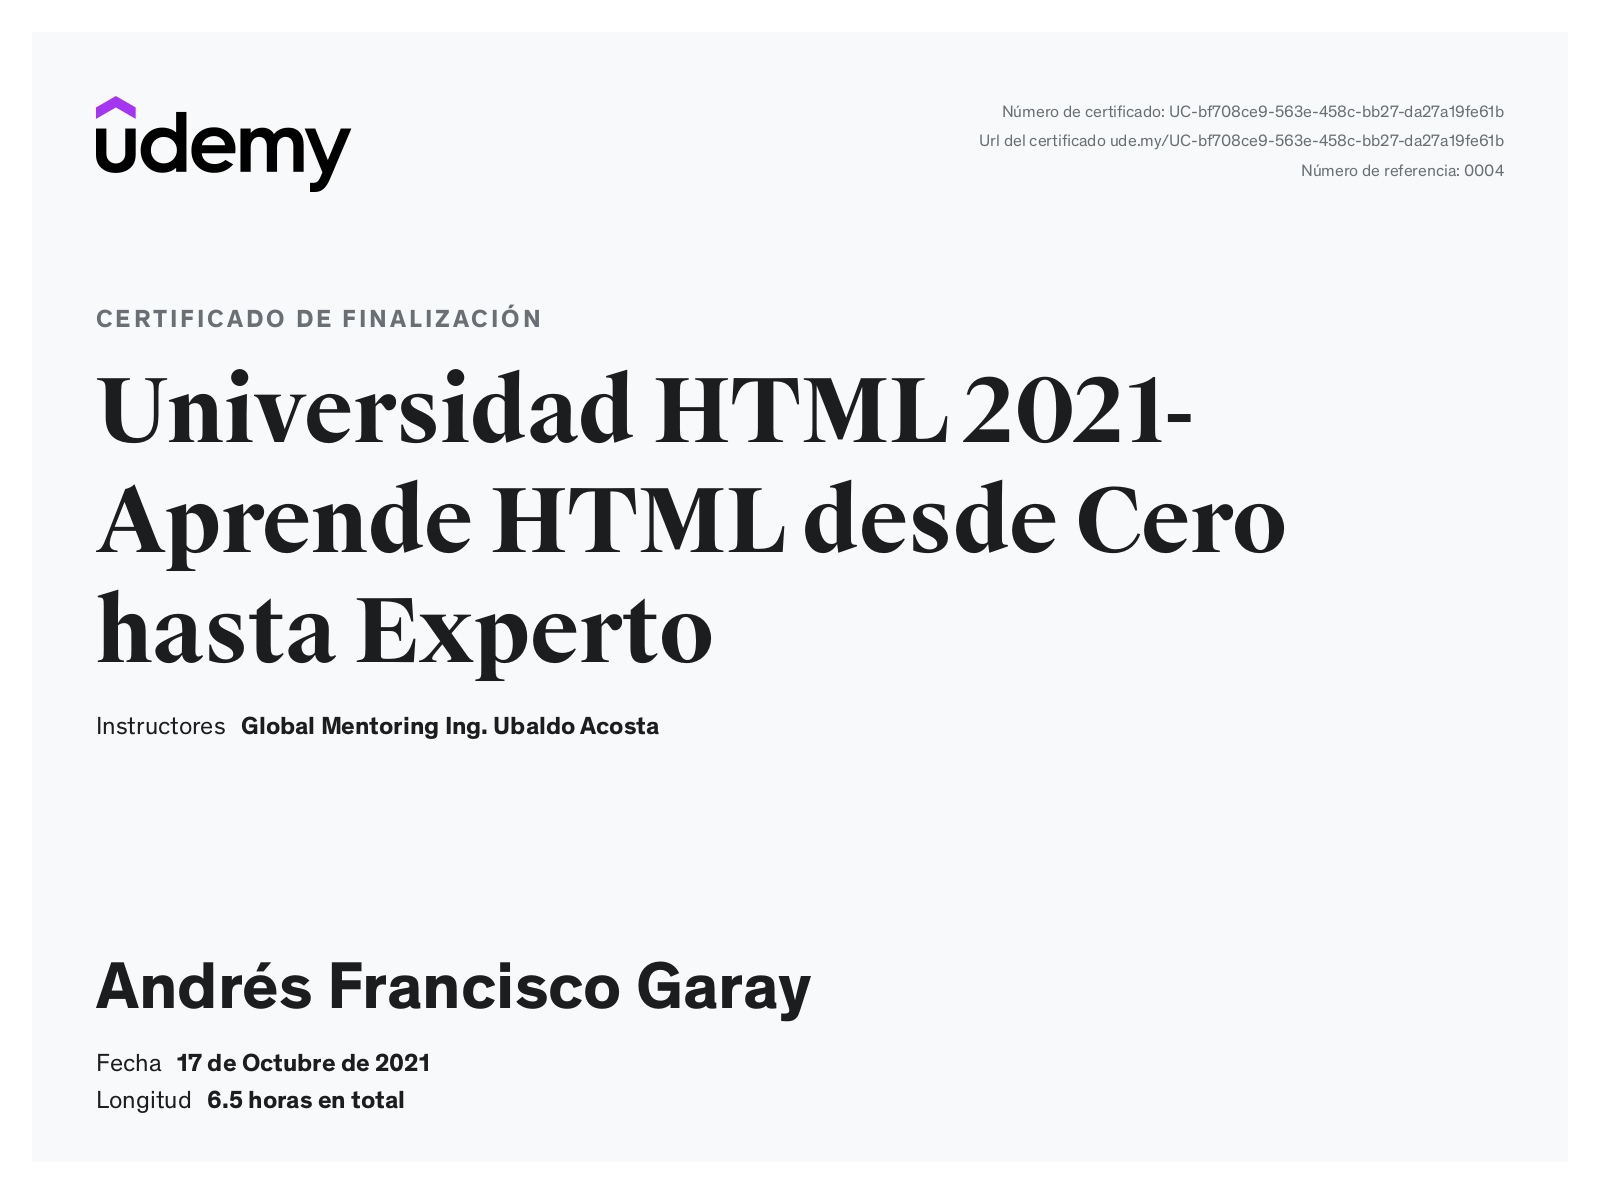 udemy
Número de certificado: UC-bf708ce9-563e-458c-bb27-da27a19fe61b
Url del certificado ude.my/UC-bf708ce9-563e-458c-bb27-da27a19fe61b
Número de referencia: 0004
CERTIFICADO DE FINALIZACIÓN
Universidad HTML 2021-
Aprende HTML desde Cero
hasta Experto
Instructores Global Mentoring Ing. Ubaldo Acosta
Andrés Francisco Garay
Fecha 17 de Octubre de 2021
Longitud 6.5 horas en total